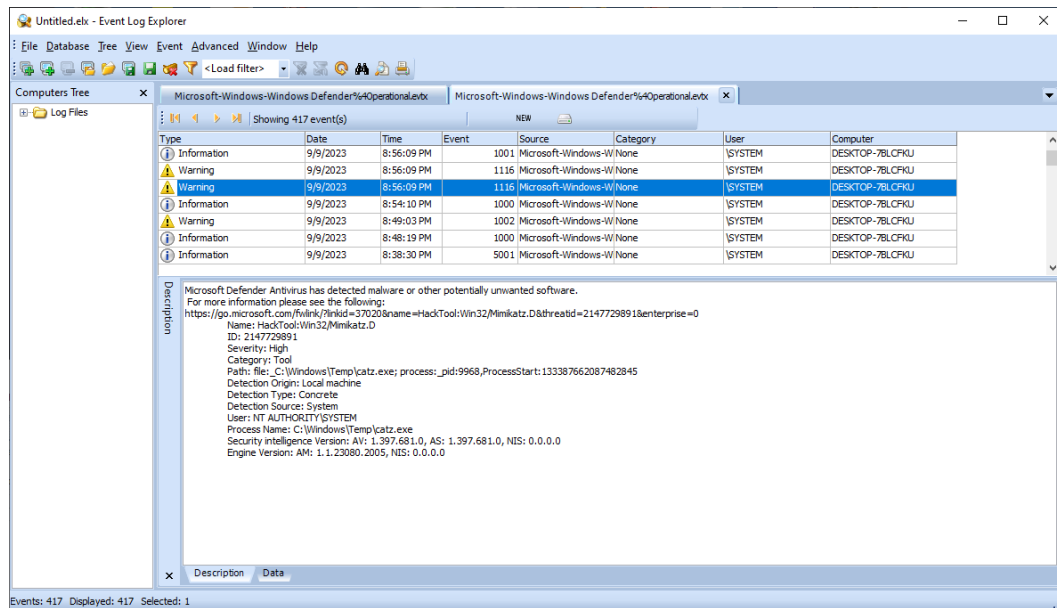 Untitled.elx - Event Log Explorer
File Database Tree View Event Advanced Window Help
<Load filter>
Computers Tree
Log Files
Microsoft-Windows-Windows Defender%4Operational.evtx
Microsoft-Windows-Windows Defender%4Operational.evtx
Showing 417 event(s) NEW
Type Date Time Event Source Category User Computer
Information 9/9/2023 8:56:09 PM 1001 Microsoft-Windows-W None \SYSTEM DESKTOP-7BLCFKU
Warning 9/9/2023 8:56:09 PM 1116 Microsoft-Windows-W None \SYSTEM DESKTOP-7BLCFKU
Warning 9/9/2023 8:56:09 PM 1116 Microsoft-Windows-W None \SYSTEM DESKTOP-7BLCFKU
Information 9/9/2023 8:54:10 PM 1000 Microsoft-Windows-W None \SYSTEM DESKTOP-7BLCFKU
Warning 9/9/2023 8:49:03 PM 1002 Microsoft-Windows-W None \SYSTEM DESKTOP-7BLCFKU
Information 9/9/2023 8:48:19 PM 1000 Microsoft-Windows-W None \SYSTEM DESKTOP-7BLCFKU
Information 9/9/2023 8:38:30 PM 5001 Microsoft-Windows-W None \SYSTEM DESKTOP-7BLCFKU
Description
Microsoft Defender Antivirus has detected malware or other potentially unwanted software.
For more information please see the following:
https://go.microsoft.com/fwlink/?linkid=37020&name=HackTool:Win32/Mimikatz.D&threatid=2147729891&enterprise=0
Name: HackTool:Win32/Mimikatz.D
ID: 2147729891
Severity: High
Category: Tool
Path: file:_C:\Windows\Temp\catz.exe; process:_pid:9968,ProcessStart:133387662087482845
Detection Origin: Local machine
Detection Type: Concrete
Detection Source: System
User: NT AUTHORITY\SYSTEM
Process Name: C:\Windows\Temp\catz.exe
Security intelligence Version: AV: 1.397.681.0, AS: 1.397.681.0, NIS: 0.0.0.0
Engine Version: AM: 1.1.23080.2005, NIS: 0.0.0.0
Description Data
Events: 417 Displayed: 417 Selected: 1